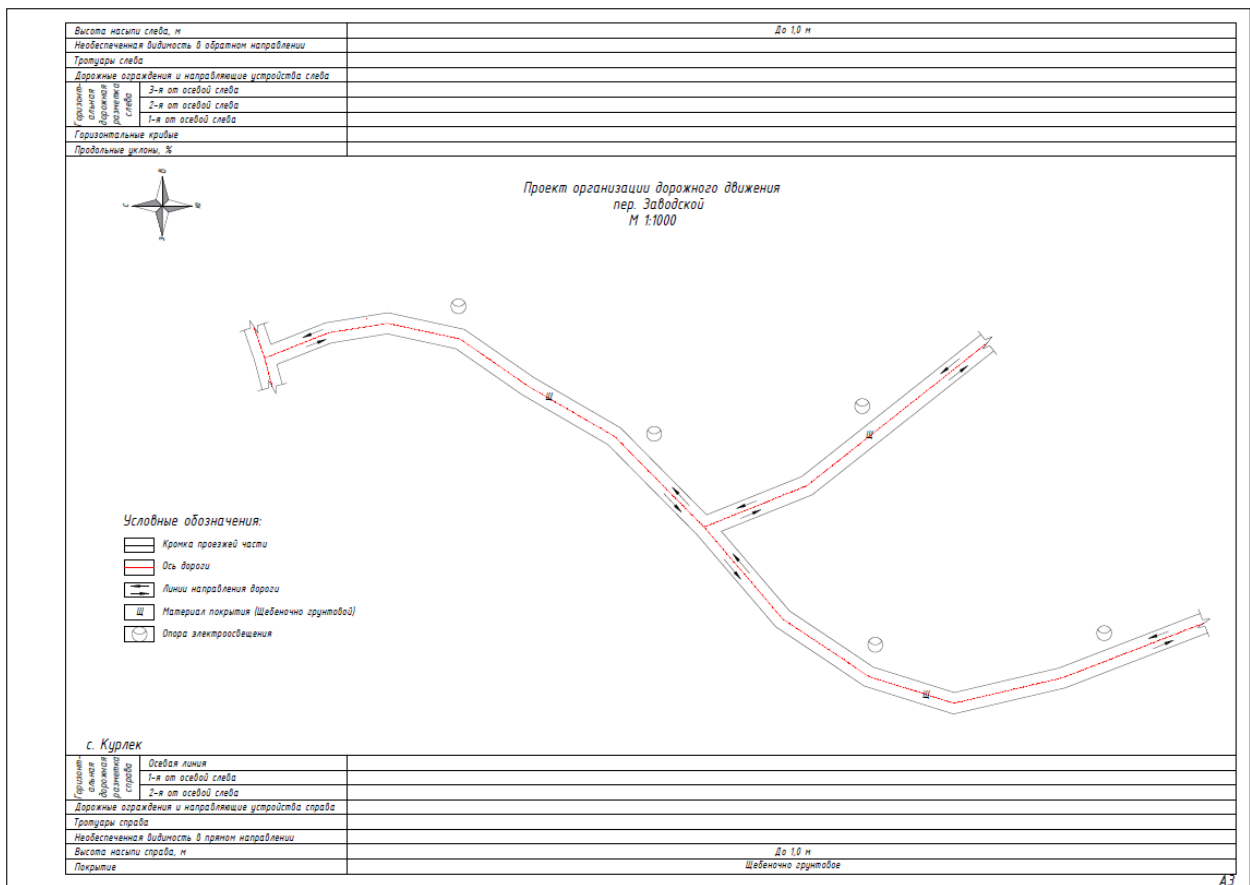 Высота насыпи слева, м До 1,0 м
Необеспеченная видимость в обратном направлении
Тротуары слева
Дорожные ограждения и направляющие устройства слева
Горизонт-
альная
дорожная
разметка
слева
3-я от осевой слева
2-я от осевой слева
1-я от осевой слева
Горизонтальные кривые
Продольные уклоны, %
В
С
Ю
З
Проект организации дорожного движения
пер. Заводской
М 1:1000
Щ
Щ
Условные обозначения:
Кромка проезжей части
Ось дороги
Линии направления дороги
Щ Материал покрытия (Щебеночно грунтовой)
Опора электроосвещения
Щ
с. Курлек
Горизонт-
альная
дорожная
разметка
справа
Осевая линия
1-я от осевой слева
2-я от осевой слева
Дорожные ограждения и направляющие устройства справа
Тротуары справа
Необеспеченная видимость в прямом направлении
Высота насыпи справа, м До 1,0 м
Покрытие Щебеночно грунтовое
А3